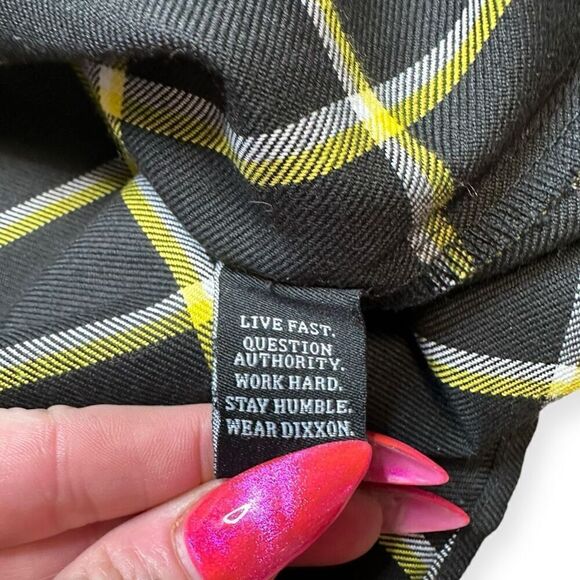 LIVE FAST.
QUESTION
AUTHORITY.
WORK HARD.
STAY HUMBLE.
WEAR DIXXON.